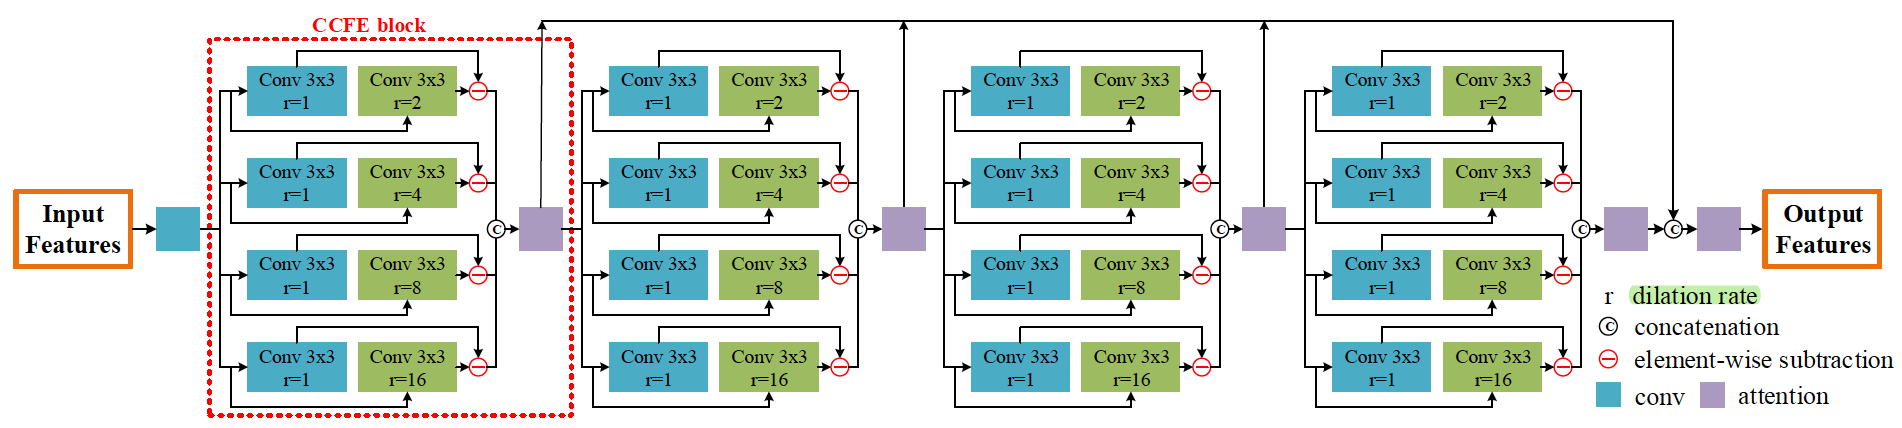 CCFE block
Conv 3x3
r=1
Conv 3x3
r=2
Conv 3x3
r=1
Conv 3x3
r=4
Conv 3x3
r=1
Conv 3x3
r=8
Conv 3x3
r=1
Conv 3x3
r=16
Conv 3x3
r=1
Conv 3x3
r=2
Conv 3x3
r=1
Conv 3x3
r=4
Conv 3x3
r=1
Conv 3x3
r=8
Conv 3x3
r=1
Conv 3x3
r=16
Conv 3x3
r=1
Conv 3x3
r=2
Conv 3x3
r=1
Conv 3x3
r=4
Conv 3x3
r=1
Conv 3x3
r=8
Conv 3x3
r=1
Conv 3x3
r=16
Conv 3x3
r=1
Conv 3x3
r=2
Conv 3x3
r=1
Conv 3x3
r=4
Conv 3x3
r=1
Conv 3x3
r=8
Conv 3x3
r=1
Conv 3x3
r=16
Input
Features
C
C
C
C
C
Output
Features
r dilation rate
C concatenation
element-wise subtraction
conv attention